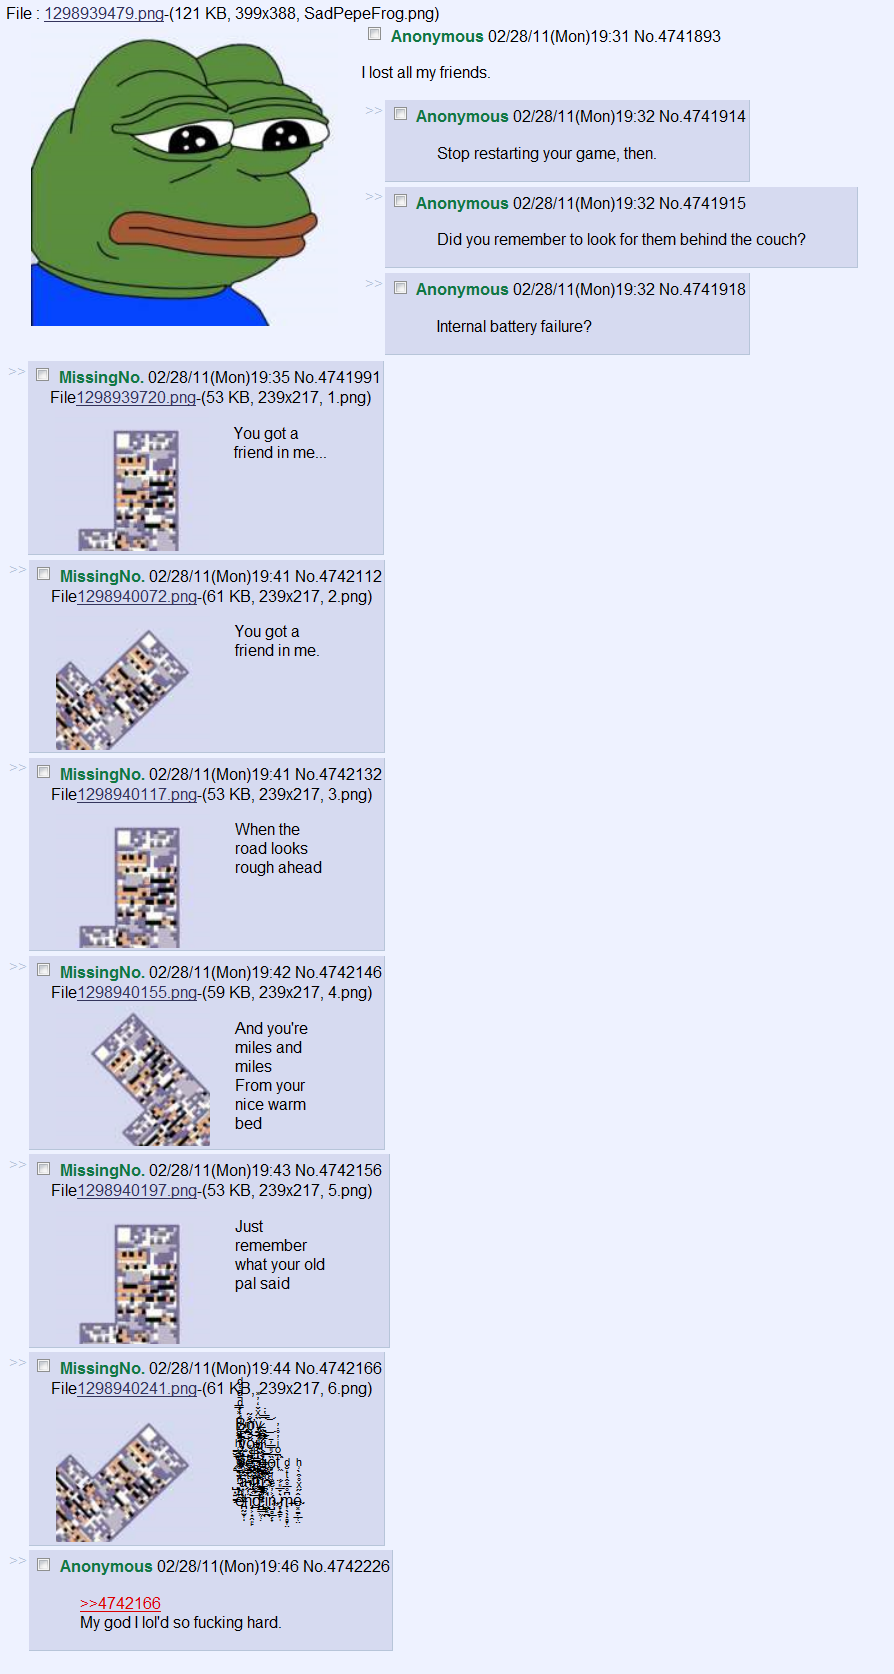 File : 1298939479.png-(121 KB, 399x388, SadPepeFrog.png)
Anonymous 02/28/11(Mon)19:31 No.4741893
I lost all my friends.
>> Anonymous 02/28/11(Mon)19:32 No.4741914
Stop restarting your game, then.
>> Anonymous 02/28/11(Mon)19:32 No.4741915
Did you remember to look for them behind the couch?
>> Anonymous 02/28/11(Mon)19:32 No.4741918
Internal battery failure?
>> MissingNo. 02/28/11(Mon)19:35 No.4741991
File1298939720.png-(53 KB, 239x217, 1.png)
You got a
friend in me...
>> MissingNo. 02/28/11(Mon)19:41 No.4742112
File1298940072.png-(61 KB, 239x217, 2.png)
You got a
friend in me.
>> MissingNo. 02/28/11(Mon)19:41 No.4742132
File1298940117.png-(53 KB, 239x217, 3.png)
When the
road looks
rough ahead
>> MissingNo. 02/28/11(Mon)19:42 No.4742146
File1298940155.png-(59 KB, 239x217, 4.png)
And you're
miles and
miles
From your
nice warm
bed
>> MissingNo. 02/28/11(Mon)19:43 No.4742156
File1298940197.png-(53 KB, 239x217, 5.png)
Just
remember
what your old
pal said
>> MissingNo. 02/28/11(Mon)19:44 No.4742166
File1298940241.png-(61 KB, 239x217, 6.png)
Boy
in me
>> Anonymous 02/28/11(Mon)19:46 No.4742226
>>4742166
My god I lol'd so fucking hard.